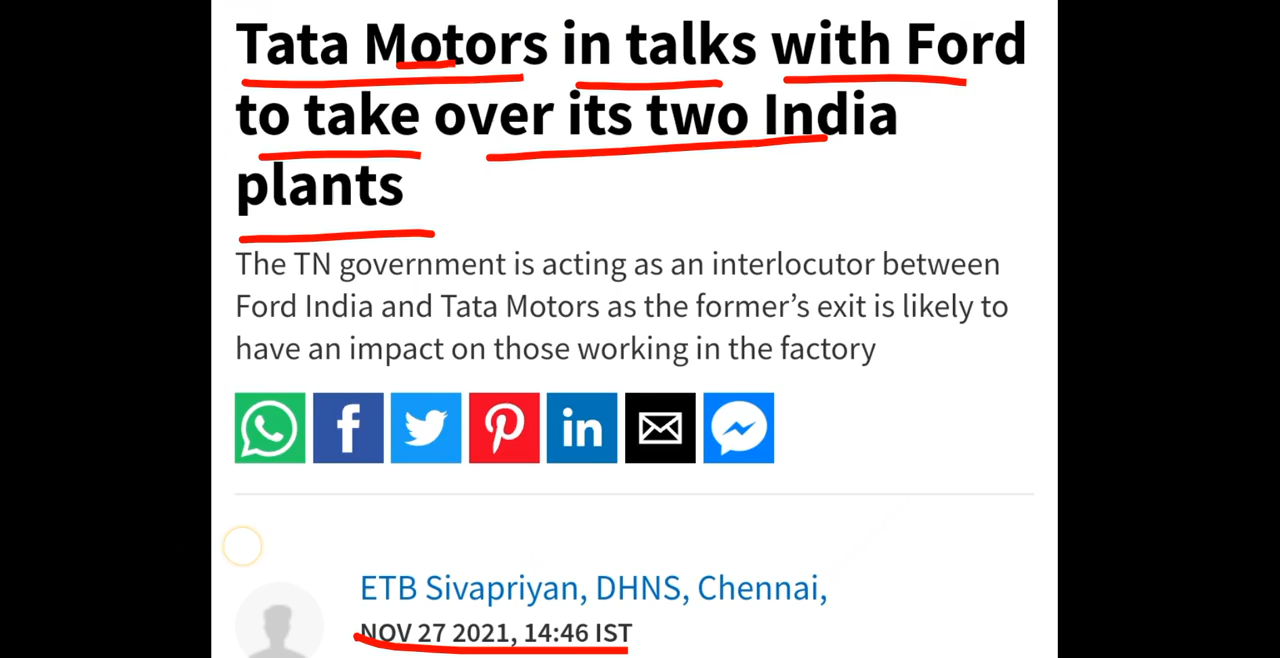 Tata Motors in talks with Ford
to take over its two India
plants
The TN government is acting as an interlocutor between
Ford India and Tata Motors as the former’s exit is likely to
have an impact on those working in the factory
f
in
ETB Sivapriyan, DHNS, Chennai,
NOV 27 2021, 14:46 IST